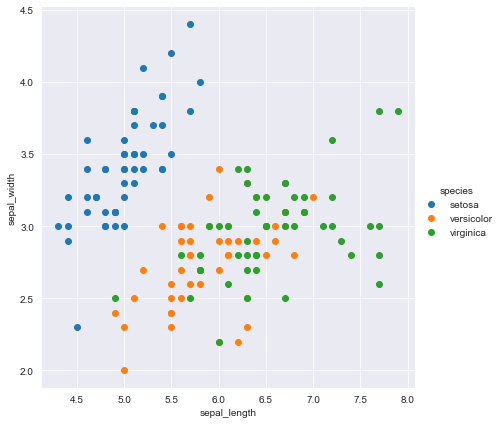 4.5
4.0
3.5
3.0
2.5
2.0
sepal_width
4.5 5.0 5.5 6.0 6.5 7.0 7.5 8.0
sepal_length
species
setosa
versicolor
virginica